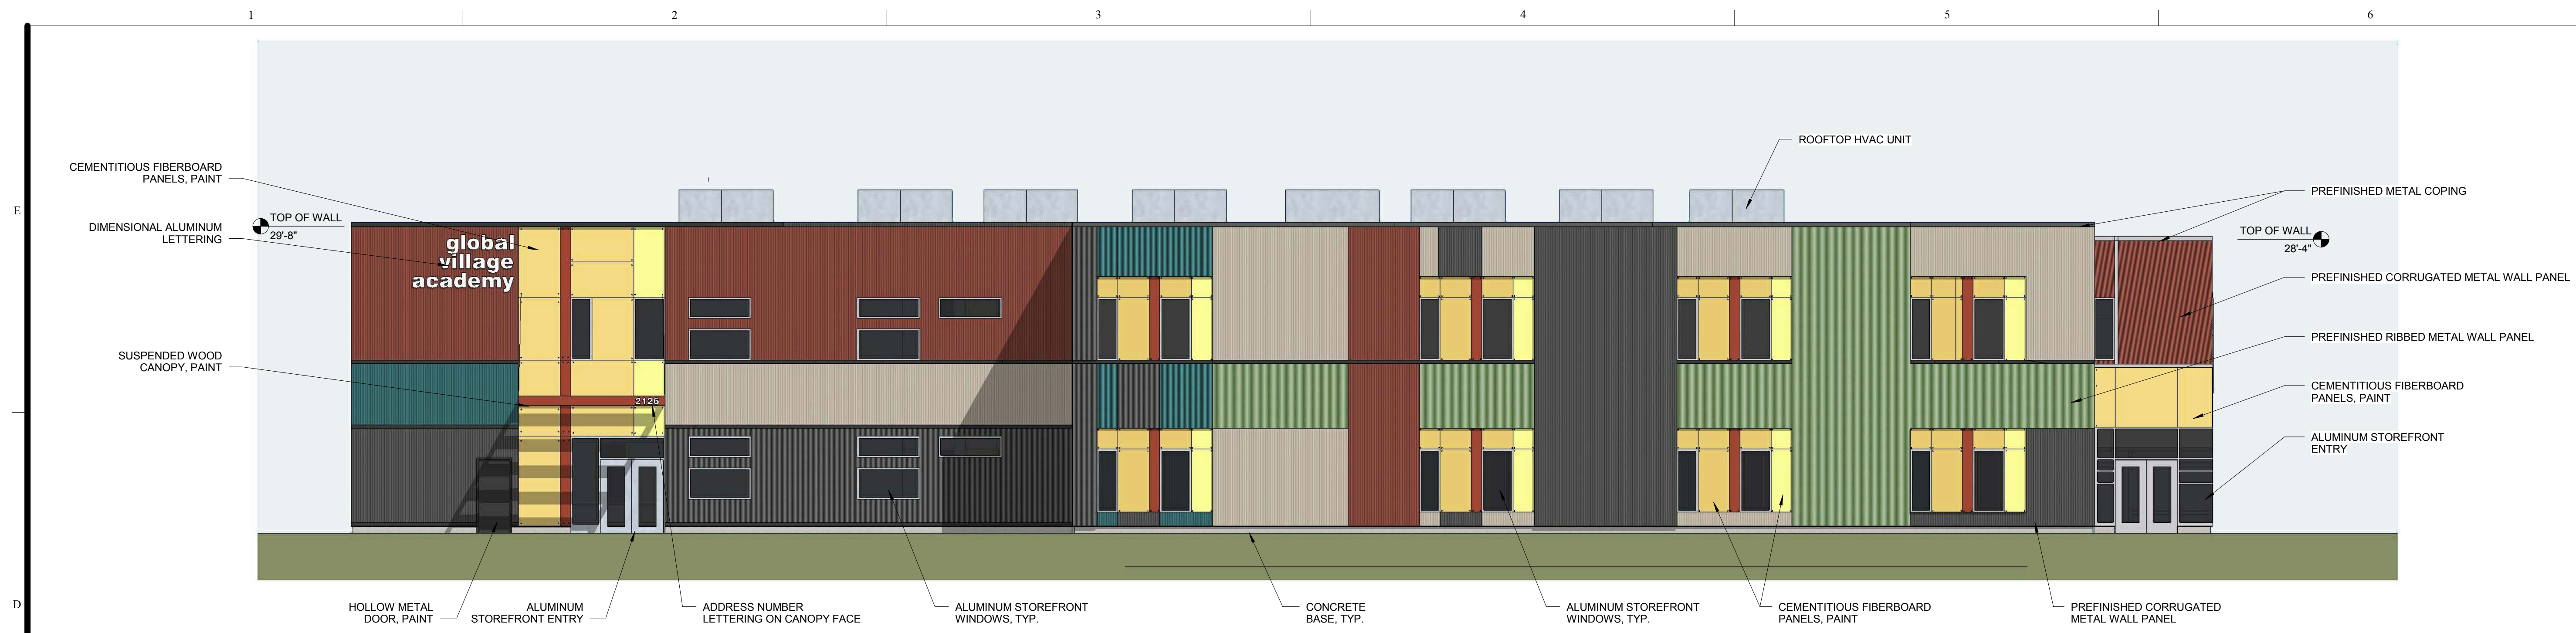 1 2 3 4 5 6
ROOFTOP HVAC UNIT
CEMENTITIOUS FIBERBOARD
PANELS, PAINT
PREFINISHED METAL COPING
E
TOP OF WALL
29'-8"
DIMENSIONAL ALUMINUM
LETTERING
TOP OF WALL
28'-4"
global
village
academy
PREFINISHED CORRUGATED METAL WALL PANEL
PREFINISHED RIBBED METAL WALL PANEL
SUSPENDED WOOD
CANOPY, PAINT
CEMENTITIOUS FIBERBOARD
PANELS, PAINT
2126
ALUMINUM STOREFRONT
ENTRY
D
HOLLOW METAL
DOOR, PAINT
ALUMINUM
STOREFRONT ENTRY
ADDRESS NUMBER
LETTERING ON CANOPY FACE
ALUMINUM STOREFRONT
WINDOWS, TYP.
CONCRETE
BASE, TYP.
ALUMINUM STOREFRONT
WINDOWS, TYP.
CEMENTITIOUS FIBERBOARD
PANELS, PAINT
PREFINISHED CORRUGATED
METAL WALL PANEL